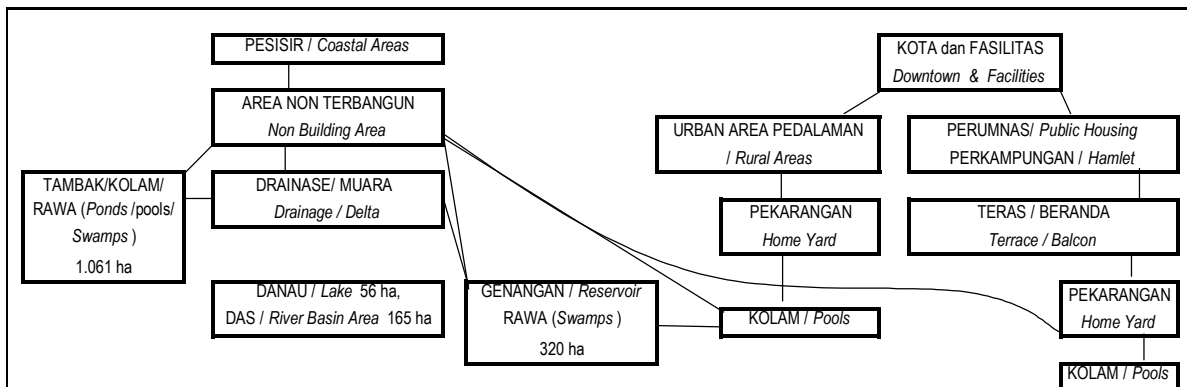 PESISIR / Coastal Areas
KOTA dan FASILITAS
Downtown & Facilities
AREA NON TERBANGUN
Non Building Area
URBAN AREA PEDALAMAN
/ Rural Areas
PERUMNAS/ Public Housing
PERKAMPUNGAN / Hamlet
TAMBAK/KOLAM/
RAWA (Ponds /pools/
Swamps )
1.061 ha
DRAINASE/ MUARA
Drainage / Delta
PEKARANGAN
Home Yard
TERAS / BERANDA
Terrace / Balcon
DANAU / Lake 56 ha,
DAS / River Basin Area 165 ha
GENANGAN / Reservoir
RAWA (Swamps )
320 ha
KOLAM / Pools
PEKARANGAN
Home Yard
KOLAM / Pools